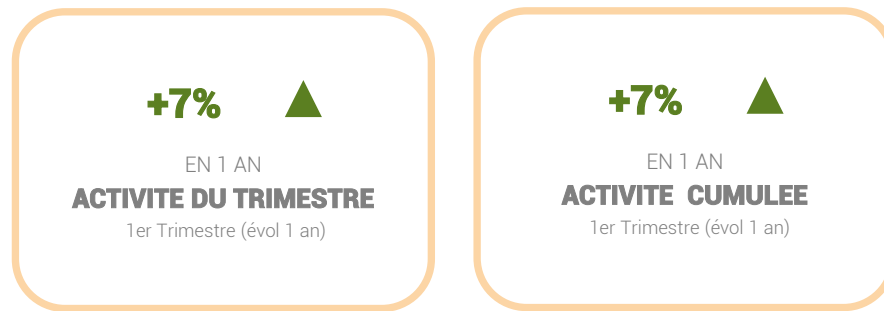 +7%
EN 1 AN
ACTIVITE DU TRIMESTRE
1er Trimestre (évol 1 an)
+7%
EN 1 AN
ACTIVITE CUMULEE
1er Trimestre (évol 1 an)